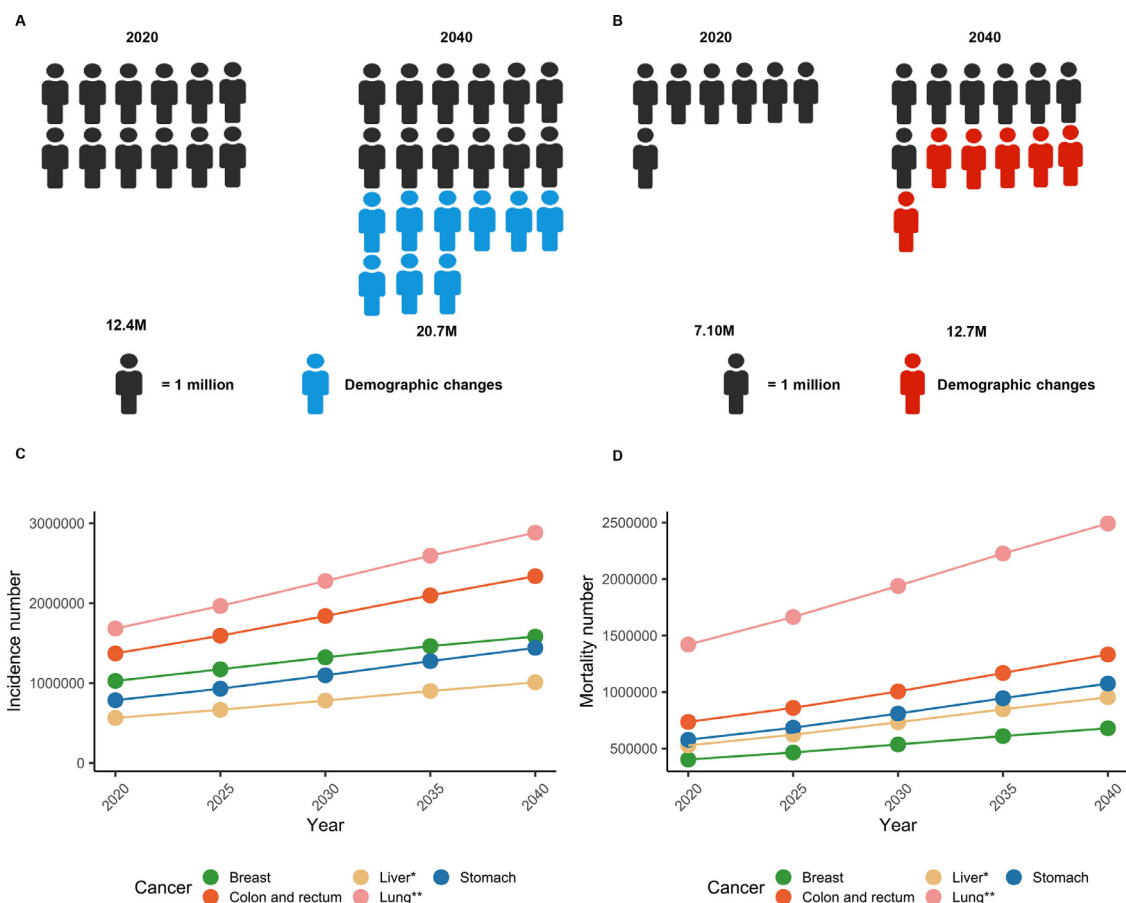 A
B
2020
2040
2020
2040
12.4M
20.7M
7.10M
12.7M
= 1 million
Demographic changes
= 1 million
Demographic changes
C
D
3000000
2000000
1000000
0
Incidence number
2020
2025
2030
2035
2040
Year
2500000
2000000
1500000
1000000
500000
Mortality number
2020
2025
2030
2035
2040
Year
Cancer
Breast
Liver*
Stomach
Colon and rectum
Lung**
Cancer
Breast
Liver*
Stomach
Colon and rectum
Lung**